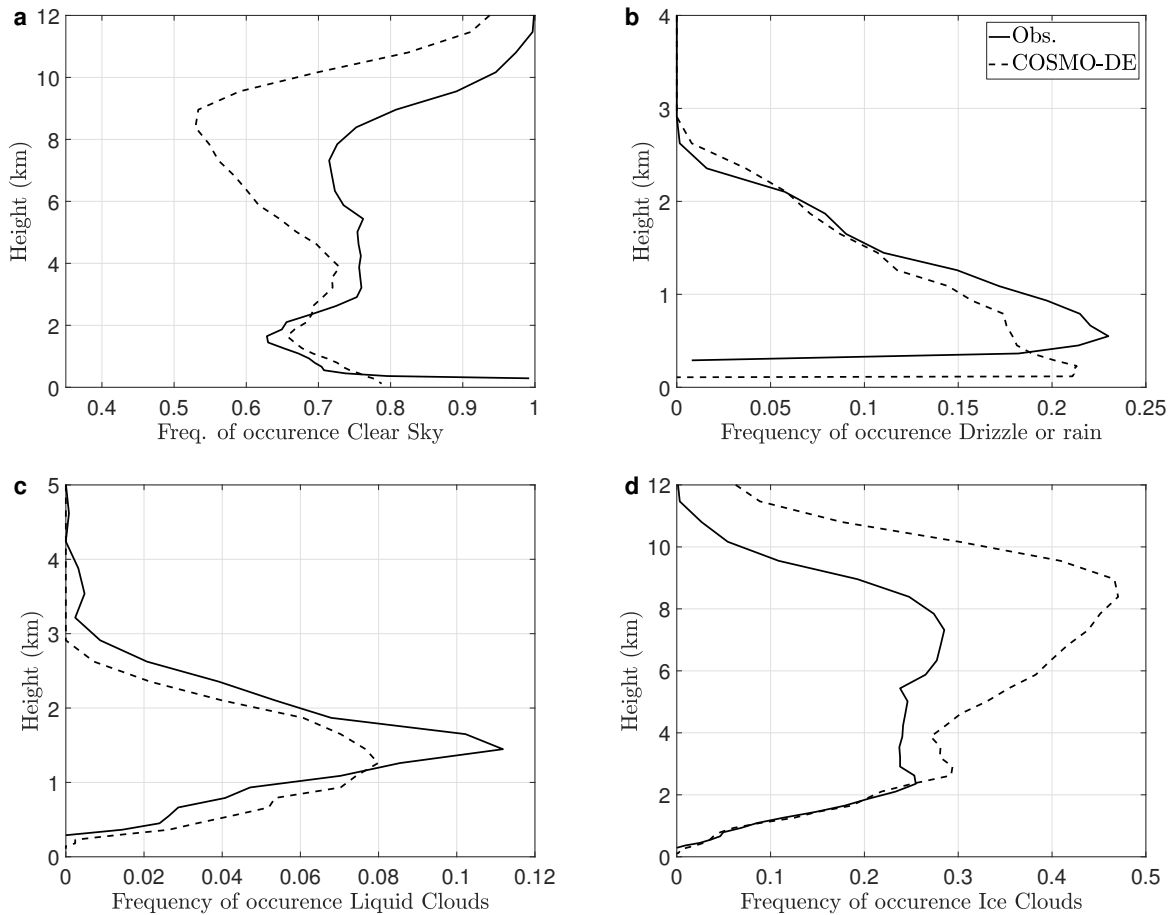 a
12
10
8
6
4
2
0
Height (km)
0.4 0.5 0.6 0.7 0.8 0.9 1
Freq. of occurence Clear Sky
b
4
3
2
1
0
Height (km)
Obs.
COSMO-DE
0 0.05 0.1 0.15 0.2 0.25
Frequency of occurence Drizzle or rain
c
5
4
3
2
1
0
Height (km)
0 0.02 0.04 0.06 0.08 0.1 0.12
Frequency of occurence Liquid Clouds
d
12
10
8
6
4
2
0
Height (km)
0 0.1 0.2 0.3 0.4 0.5
Frequency of occurence Ice Clouds